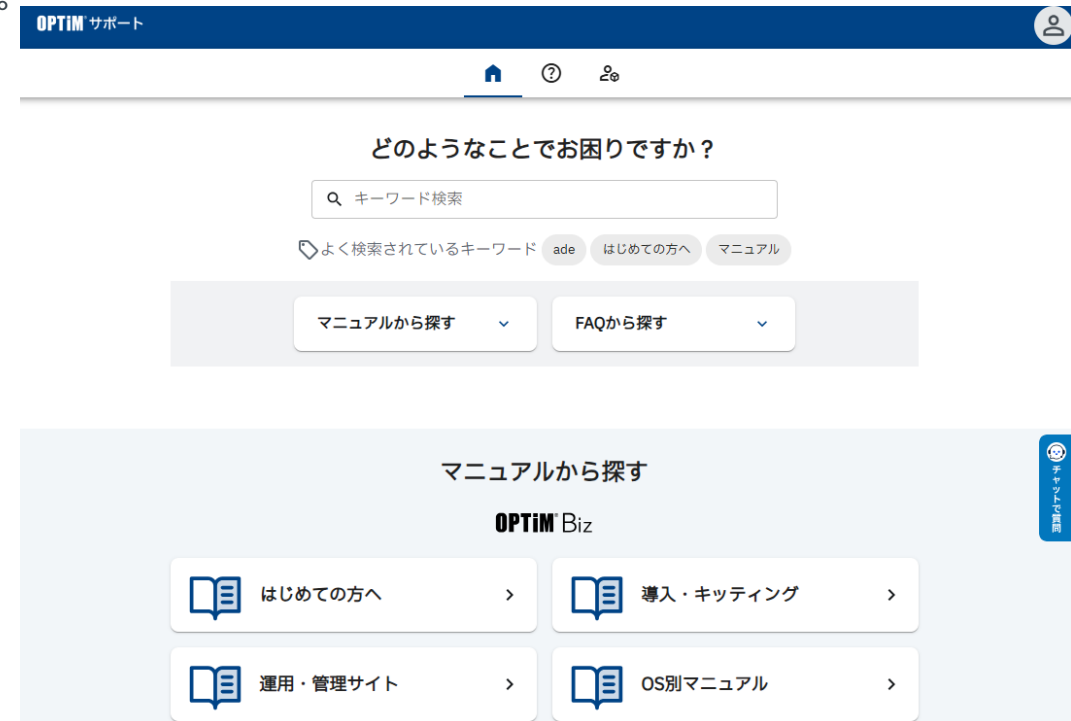 。
OPTiM サポート
どのようなことでお困りですか？
キーワード検索
よく検索されているキーワード ade はじめての方へ マニュアル
マニュアルから探す FAQから探す
マニュアルから探す
OPTiM Biz
チャットで質問
はじめての方へ 導入・キッティング
運用・管理サイト OS別マニュアル